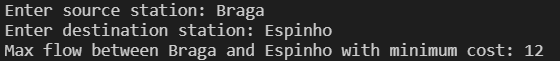 Enter source station: Braga
Enter destination station: Espinho
Max flow between Braga and Espinho with minimum cost: 12